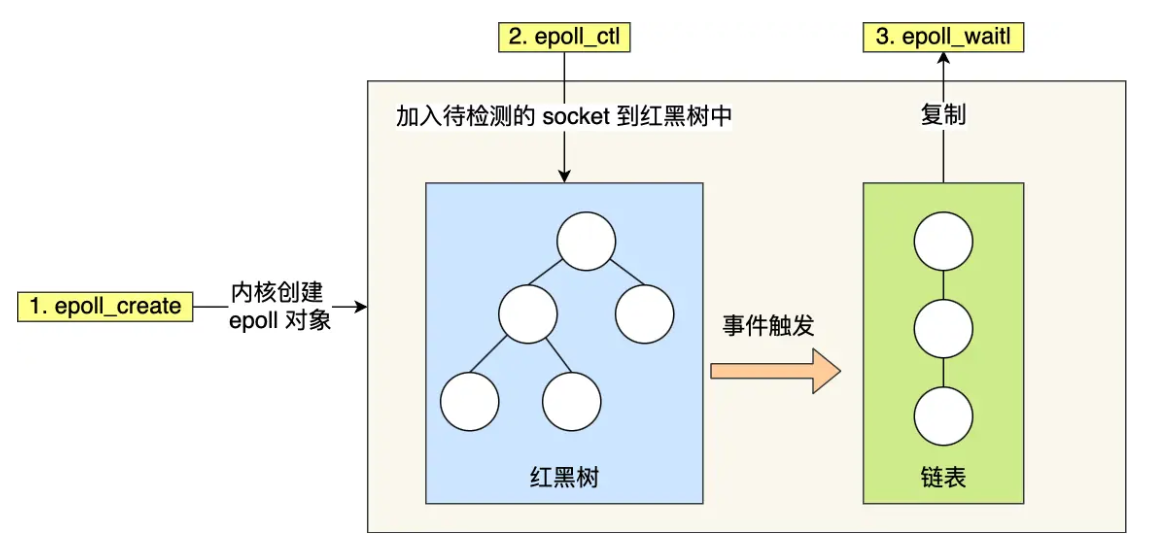 2. epoll_ctl
3. epoll_waitl
加入待检测的 socket 到红黑树中
复制
1. epoll_create
内核创建
epoll 对象
事件触发
红黑树
链表